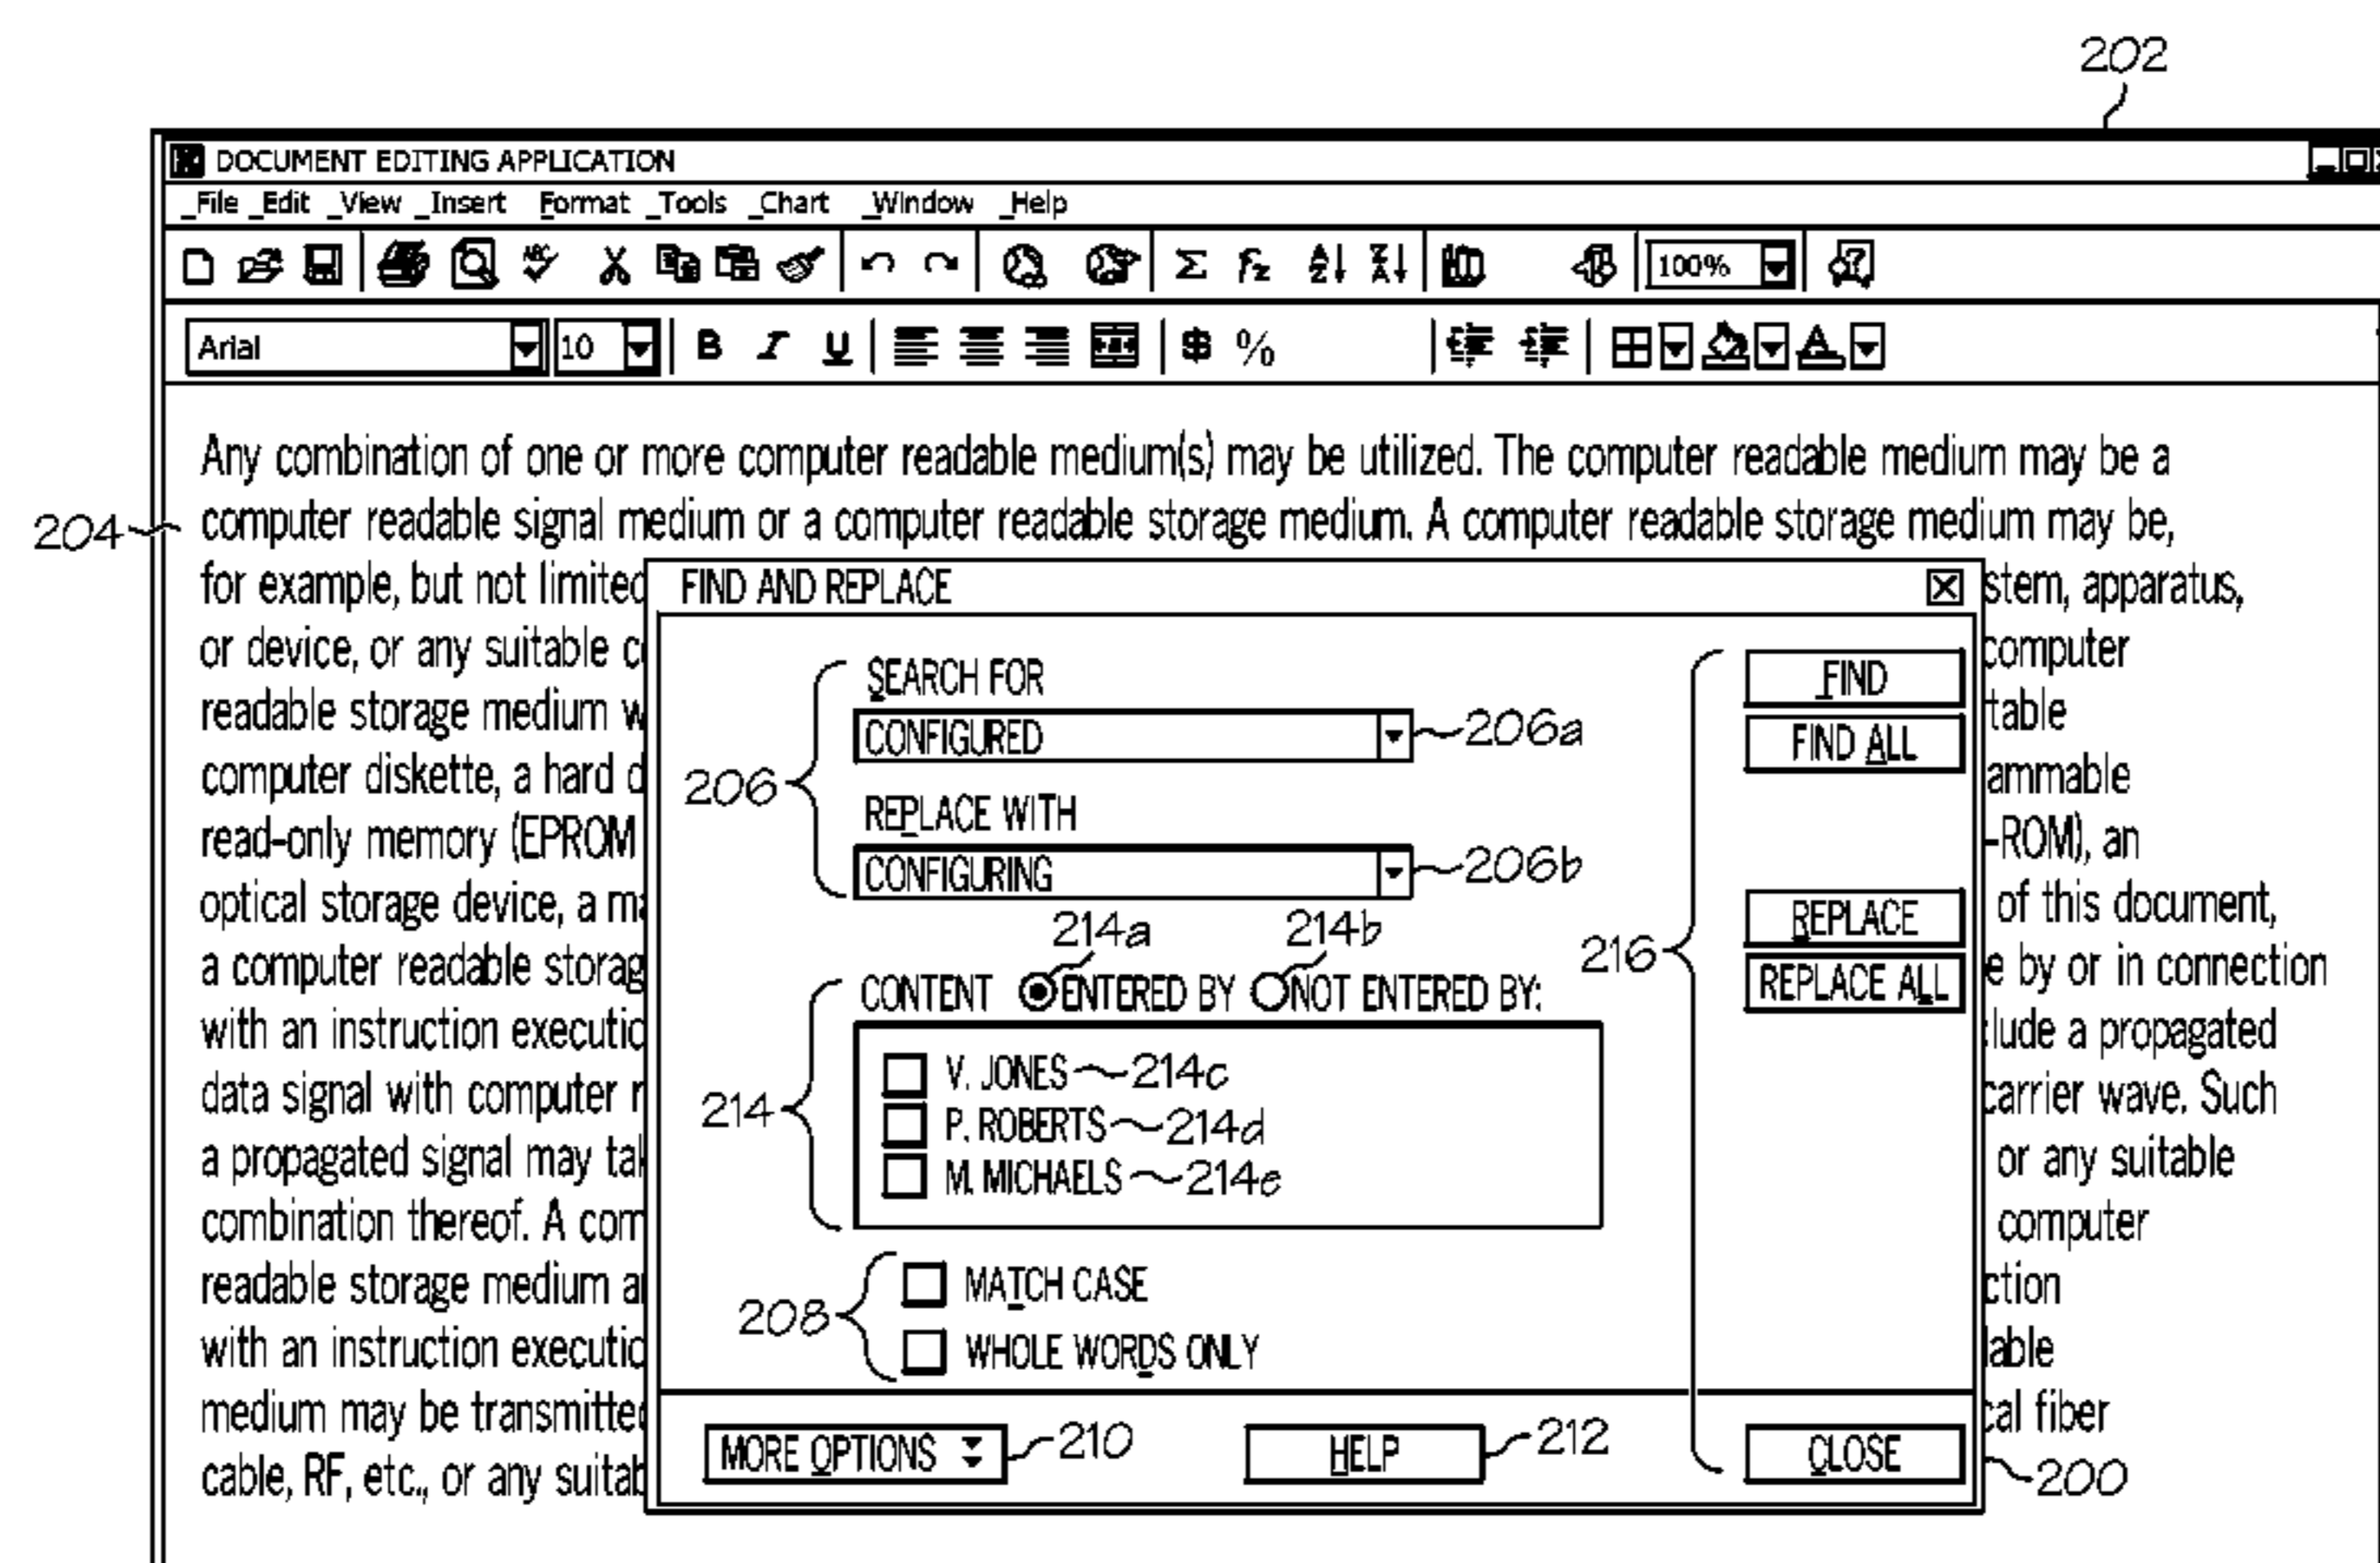 202
DOCUMENT EDITING APPLICATION
_File _Edit _View _Insert Format _Tools _Chart _Window _Help
ABC Σ fz A Z Z A 100% ?
Arial 10 B I U $ % A
Any combination of one or more computer readable medium(s) may be utilized. The computer readable medium may be a
204 computer readable signal medium or a computer readable storage medium. A computer readable storage medium may be,
for example, but not limited FIND AND REPLACE stem, apparatus,
or device, or any suitable c SEARCH FOR FIND computer
readable storage medium w CONFIGURED 206a FIND ALL table
computer diskette, a hard d 206 REPLACE WITH ammable
read-only memory (EPROM CONFIGURING 206b -ROM), an
optical storage device, a ma 214a 214b REPLACE of this document,
a computer readable storag CONTENT ENTERED BY NOT ENTERED BY: 216 REPLACE ALL e by or in connection
with an instruction executio clude a propagated
data signal with computer r 214 V. JONES 214c carrier wave. Such
a propagated signal may tak P. ROBERTS 214d or any suitable
combination thereof. A com M. MICHAELS 214e computer
readable storage medium a 208 MATCH CASE ction
with an instruction executio WHOLE WORDS ONLY lable
medium may be transmitted MORE OPTIONS 210 HELP 212 CLOSE cal fiber
cable, RF, etc., or any suitab 200